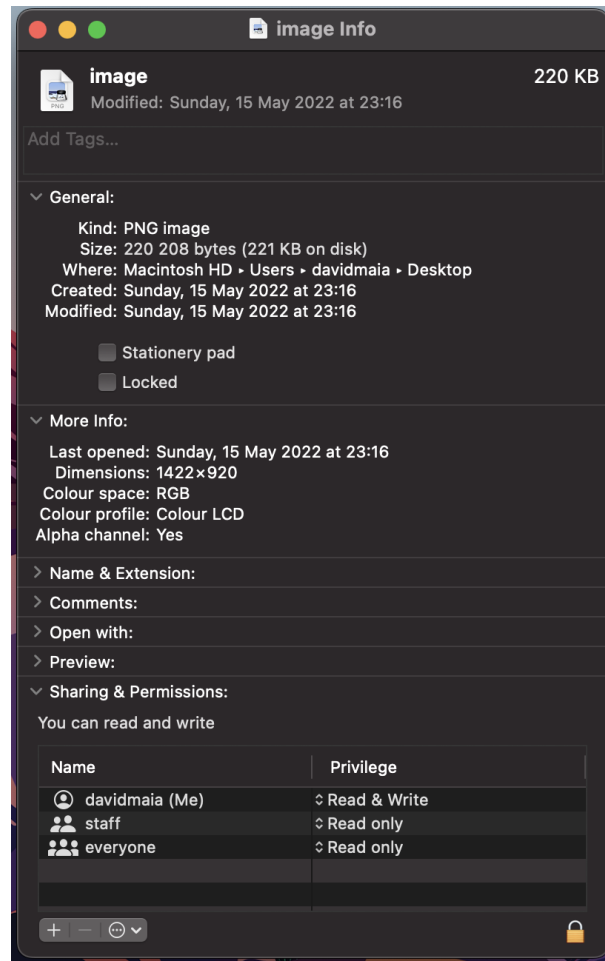 image Info
image 220 KB
Modified: Sunday, 15 May 2022 at 23:16
Add Tags...
General:
Kind: PNG image
Size: 220 208 bytes (221 KB on disk)
Where: Macintosh HD ▸ Users ▸ davidmaia ▸ Desktop
Created: Sunday, 15 May 2022 at 23:16
Modified: Sunday, 15 May 2022 at 23:16
Stationery pad
Locked
More Info:
Last opened: Sunday, 15 May 2022 at 23:16
Dimensions: 1422×920
Colour space: RGB
Colour profile: Colour LCD
Alpha channel: Yes
Name & Extension:
Comments:
Open with:
Preview:
Sharing & Permissions:
You can read and write
Name Privilege
davidmaia (Me) Read & Write
staff Read only
everyone Read only